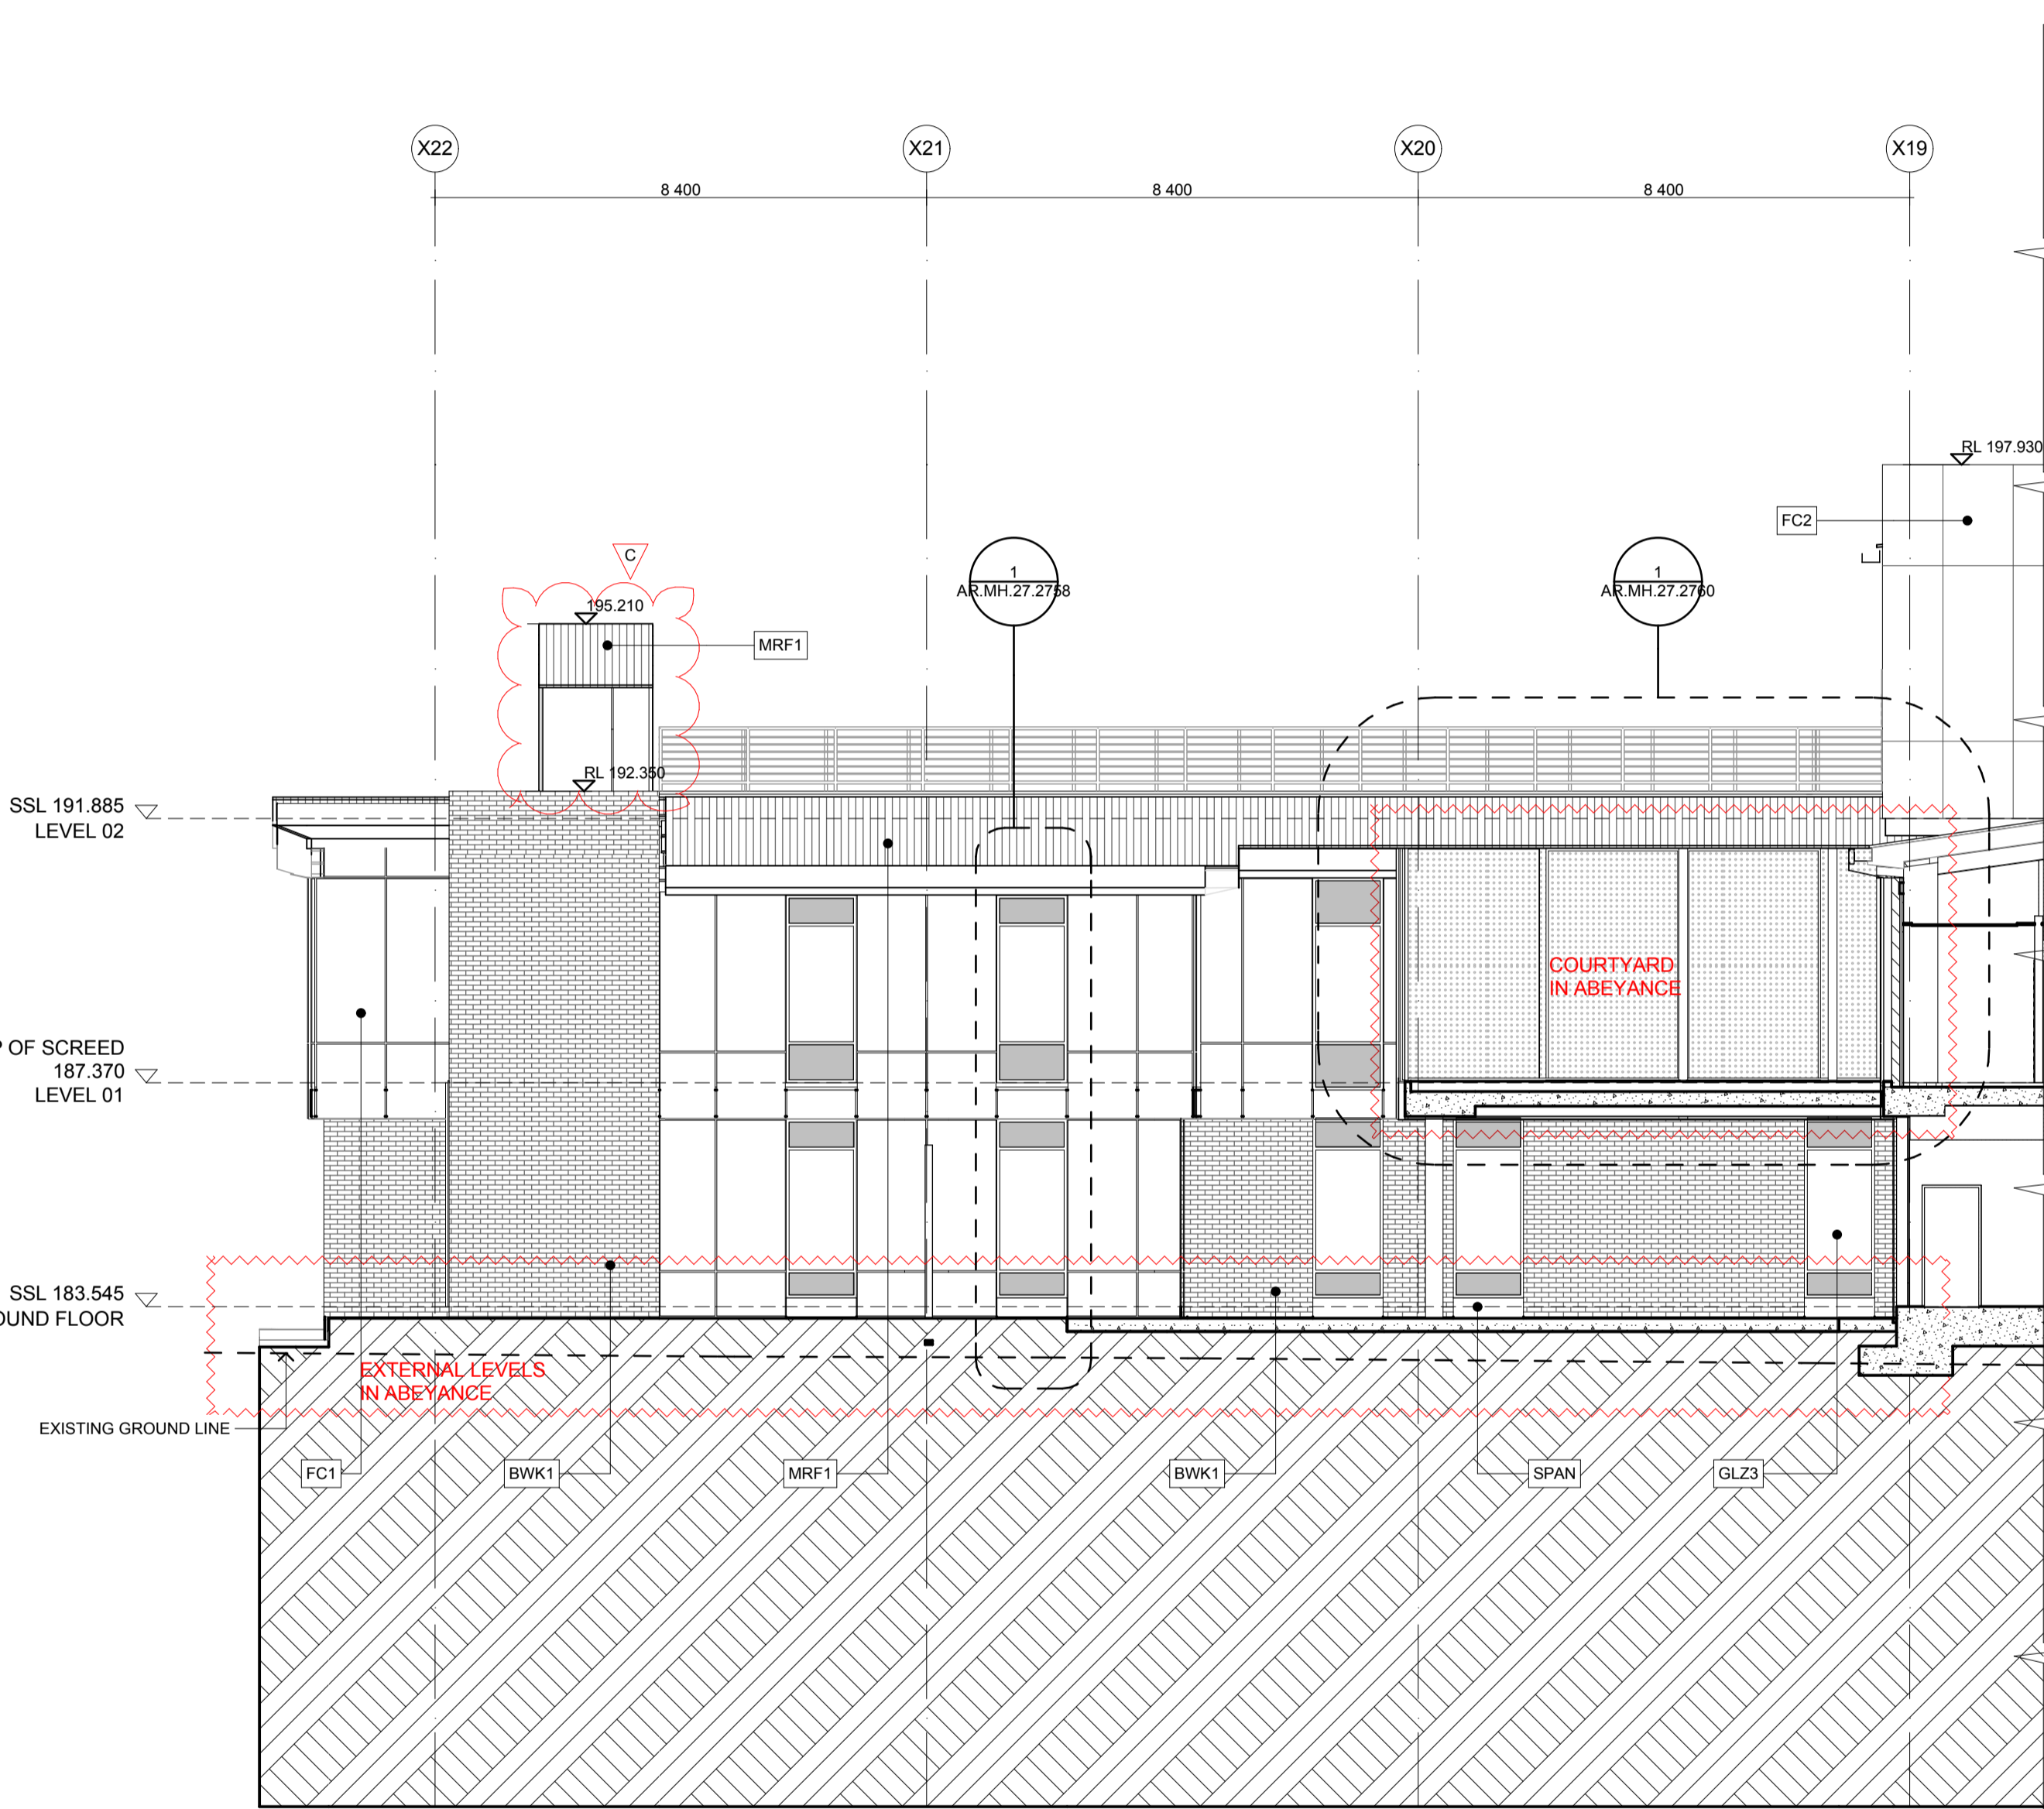 X22
X21
X20
X19
8 400
8 400
8 400
RL 197.930
FC2
C
1
AR.MH.27.2758
1
AR.MH.27.2760
195.210
MRF1
RL 192.350
SSL 191.885
LEVEL 02
COURTYARD
IN ABEYANCE
P OF SCREED
187.370
LEVEL 01
SSL 183.545
OUND FLOOR
EXTERNAL LEVELS
IN ABEYANCE
EXISTING GROUND LINE
FC1
BWK1
MRF1
BWK1
SPAN
GLZ3